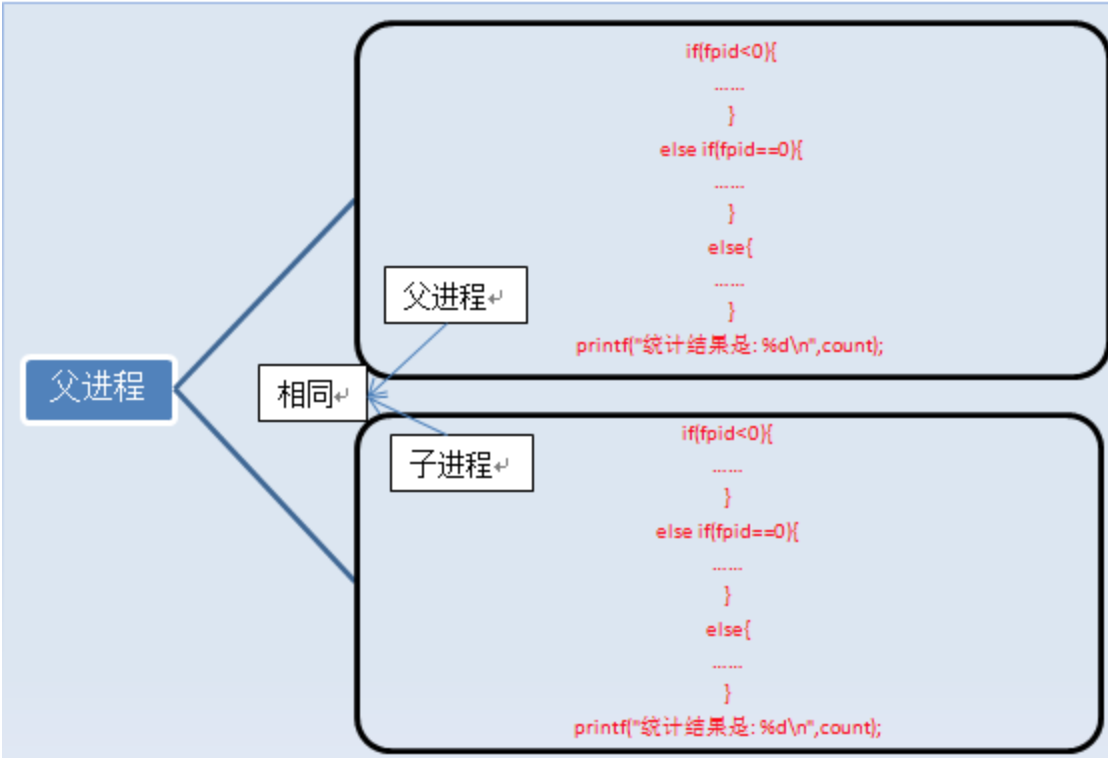 if(fpid<0){
……
}
else if(fpid==0){
……
}
else{
……
}
printf("统计结果是: %d\n",count);
父进程↵
父进程
相同↵
子进程↵
if(fpid<0){
……
}
else if(fpid==0){
……
}
else{
……
}
printf("统计结果是: %d\n",count);